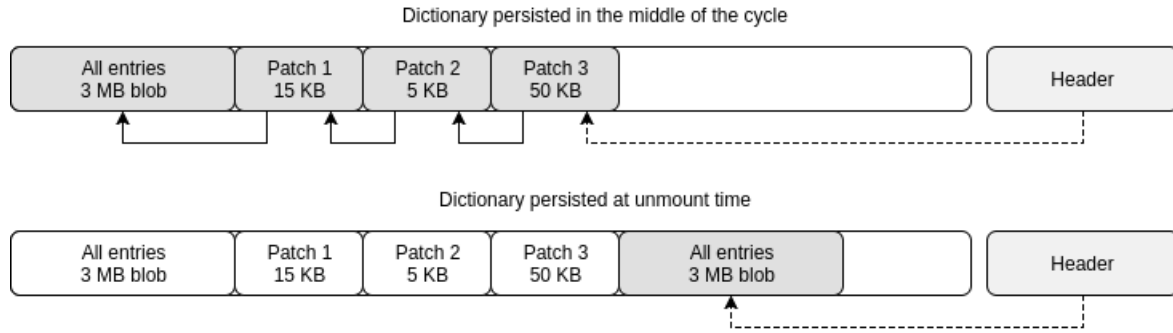 Dictionary persisted in the middle of the cycle
All entries
3 MB blob
Patch 1
15 KB
Patch 2
5 KB
Patch 3
50 KB
Header
Dictionary persisted at unmount time
All entries
3 MB blob
Patch 1
15 KB
Patch 2
5 KB
Patch 3
50 KB
All entries
3 MB blob
Header